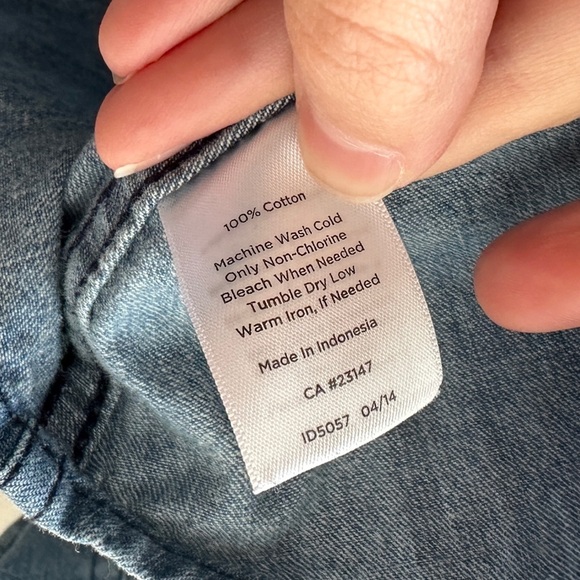 100% Cotton
Machine Wash Cold
Only Non-Chlorine
Bleach When Needed
Tumble Dry Low
Warm Iron, If Needed
Made In Indonesia
CA #23147
ID5057 04/14